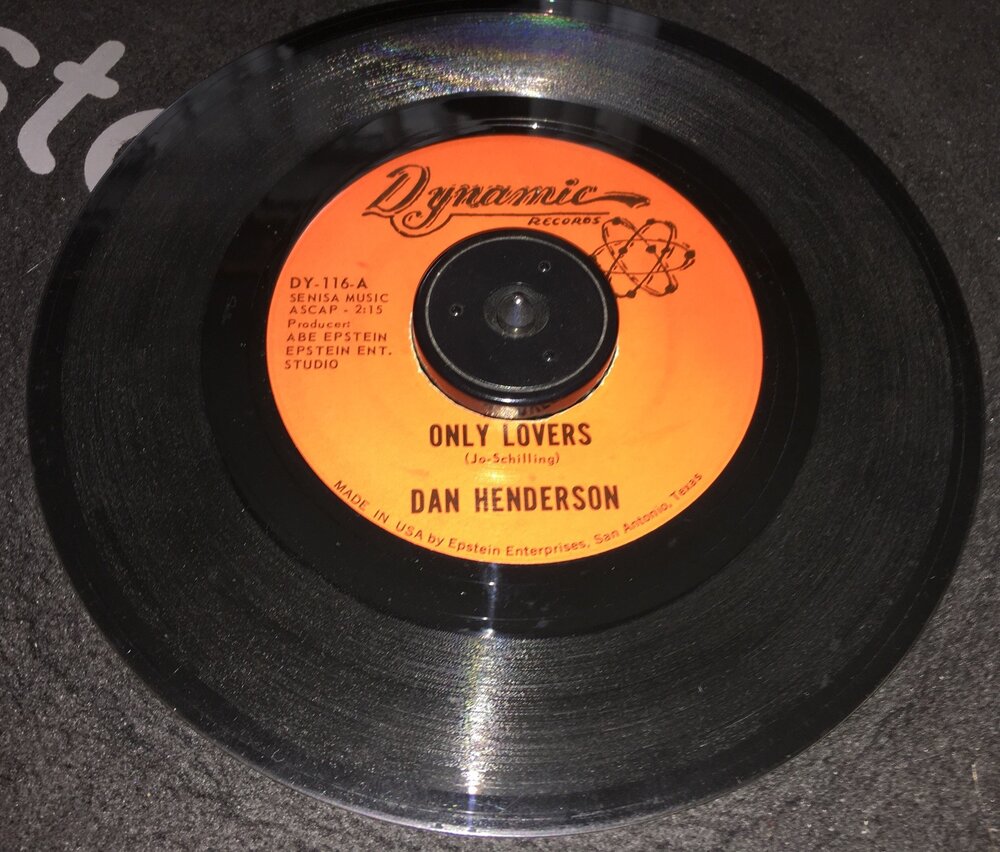 Dynamic
RECORDS
DY-116-A
SENISA MUSIC
ASCAP - 2:15
Producer:
ABE EPSTEIN
EPSTEIN ENT.
STUDIO
ONLY LOVERS
(Jo-Schilling)
DAN HENDERSON
MADE IN USA by Epstein Enterprises, San Antonio, Texas